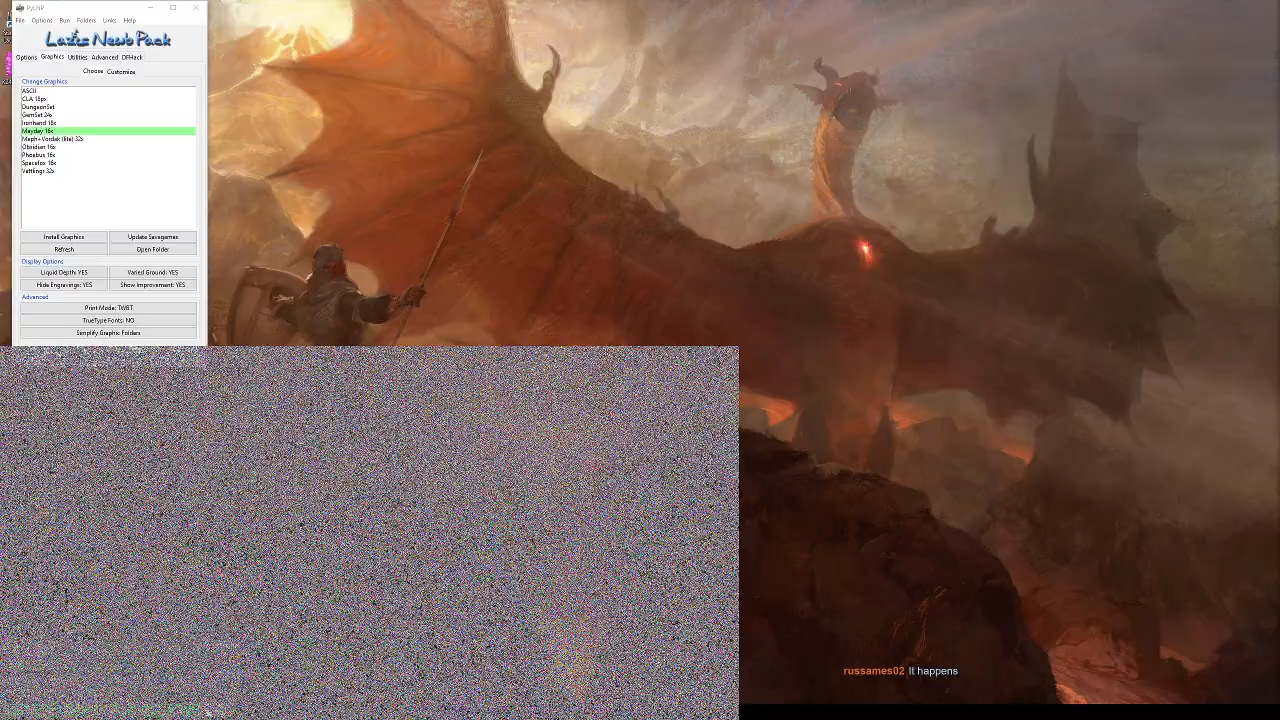 PyLNP
File Options Run Folders Links Help
Lazy Newb Pack
Options Graphics Utilities Advanced DFHack
Choose Customize
Change Graphics
ASCII
CLA 18px
DungeonSet
GemSet 24x
Ironhand 18x
Mayday 16x
Meph+Vordak (lite) 32x
Obsidian 16x
Phoebus 16x
Spacefox 16x
Vettlingr 32x
Install Graphics Update Savegames
Refresh Open Folder
Display Options
Liquid Depth: YES Varied Ground: YES
Hide Engravings: YES Show Improvement: YES
Advanced
Print Mode: TWBT
TrueType Fonts: NO
Simplify Graphic Folders
russames02 It happens